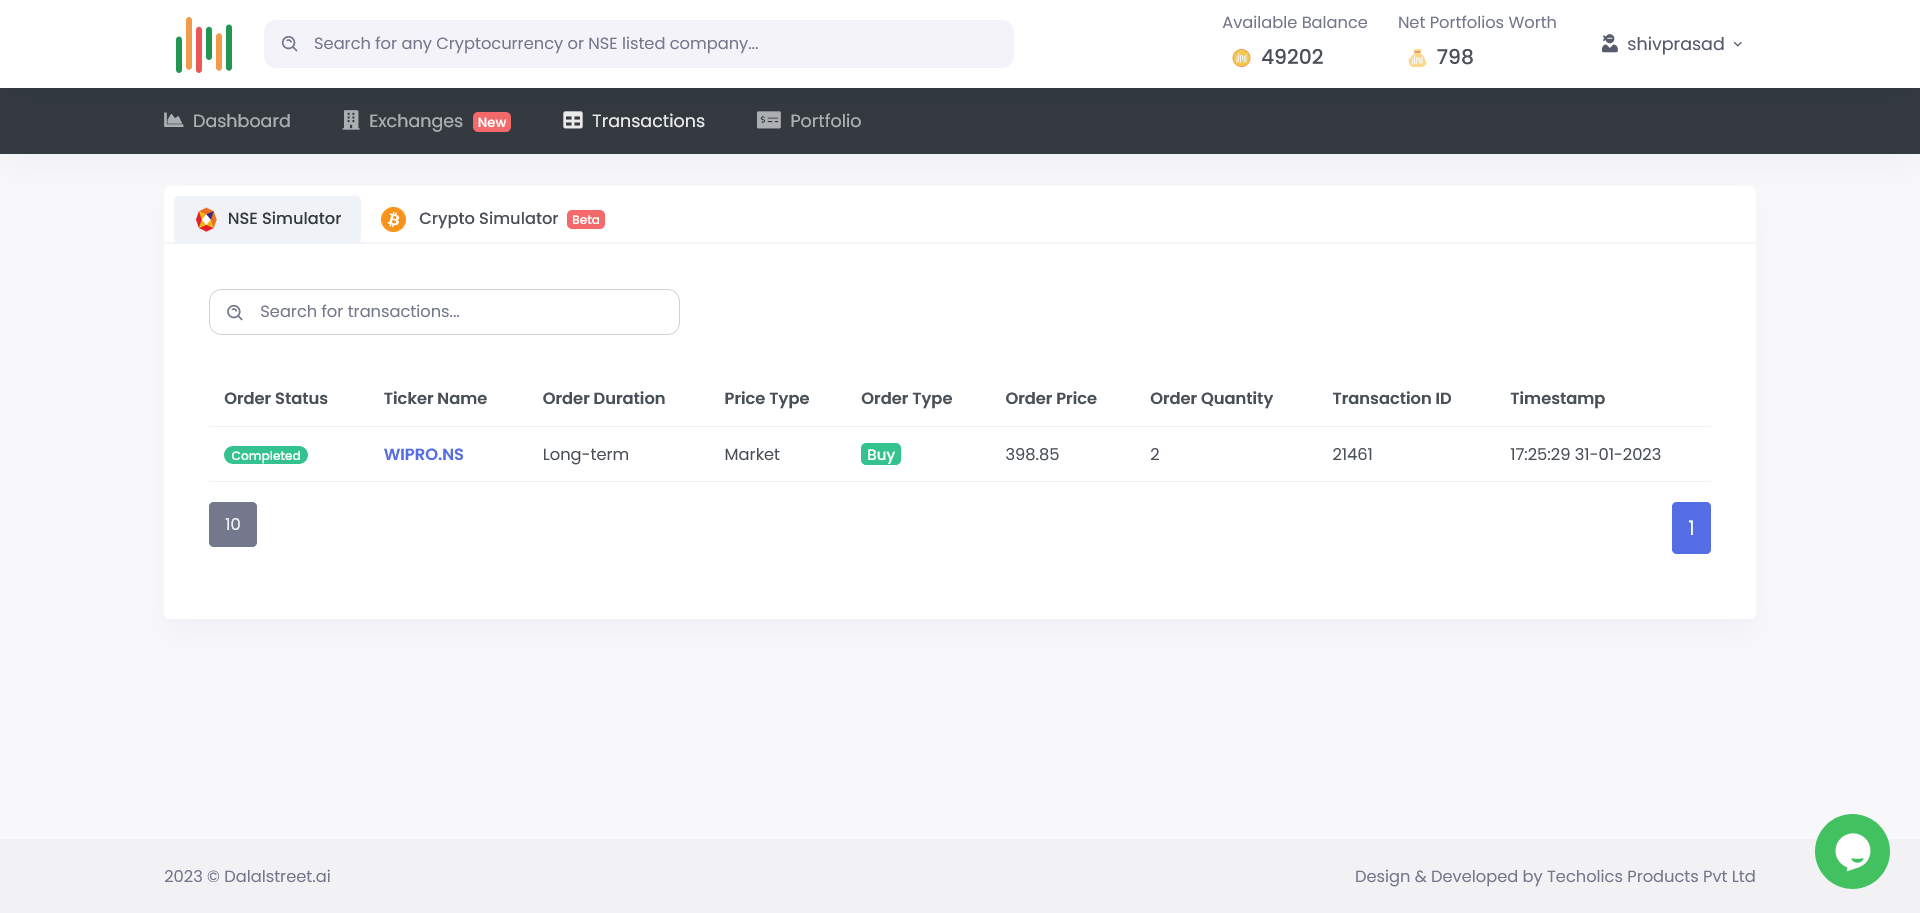 Search for any Cryptocurrency or NSE listed company...
Available Balance
49202
Net Portfolios Worth
798
shivprasad
Dashboard
Exchanges New
Transactions
Portfolio
NSE Simulator
Crypto Simulator Beta
Search for transactions...
Order Status Ticker Name Order Duration Price Type Order Type Order Price Order Quantity Transaction ID Timestamp
Completed WIPRO.NS Long-term Market Buy 398.85 2 21461 17:25:29 31-01-2023
10
1
2023 © Dalalstreet.ai
Design & Developed by Techolics Products Pvt Ltd